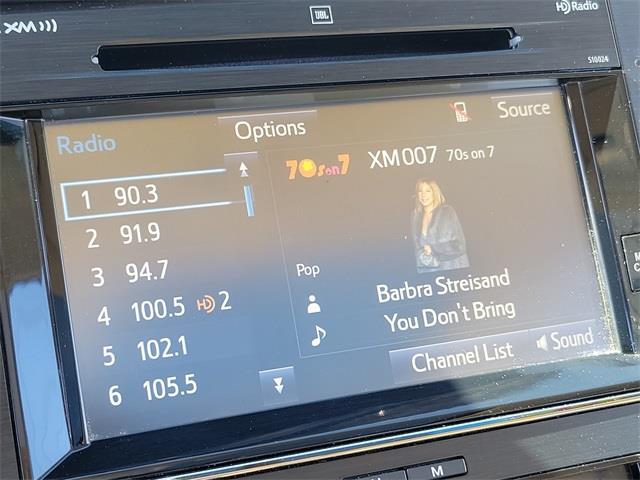 XM
JBL
HD Radio
510024
Radio
Options
Source
70s on 7
XM007 70s on 7
1 90.3
2 91.9
3 94.7
4 100.5 HD 2
5 102.1
6 105.5
Pop
Barbra Streisand
You Don't Bring
Channel List
Sound
M